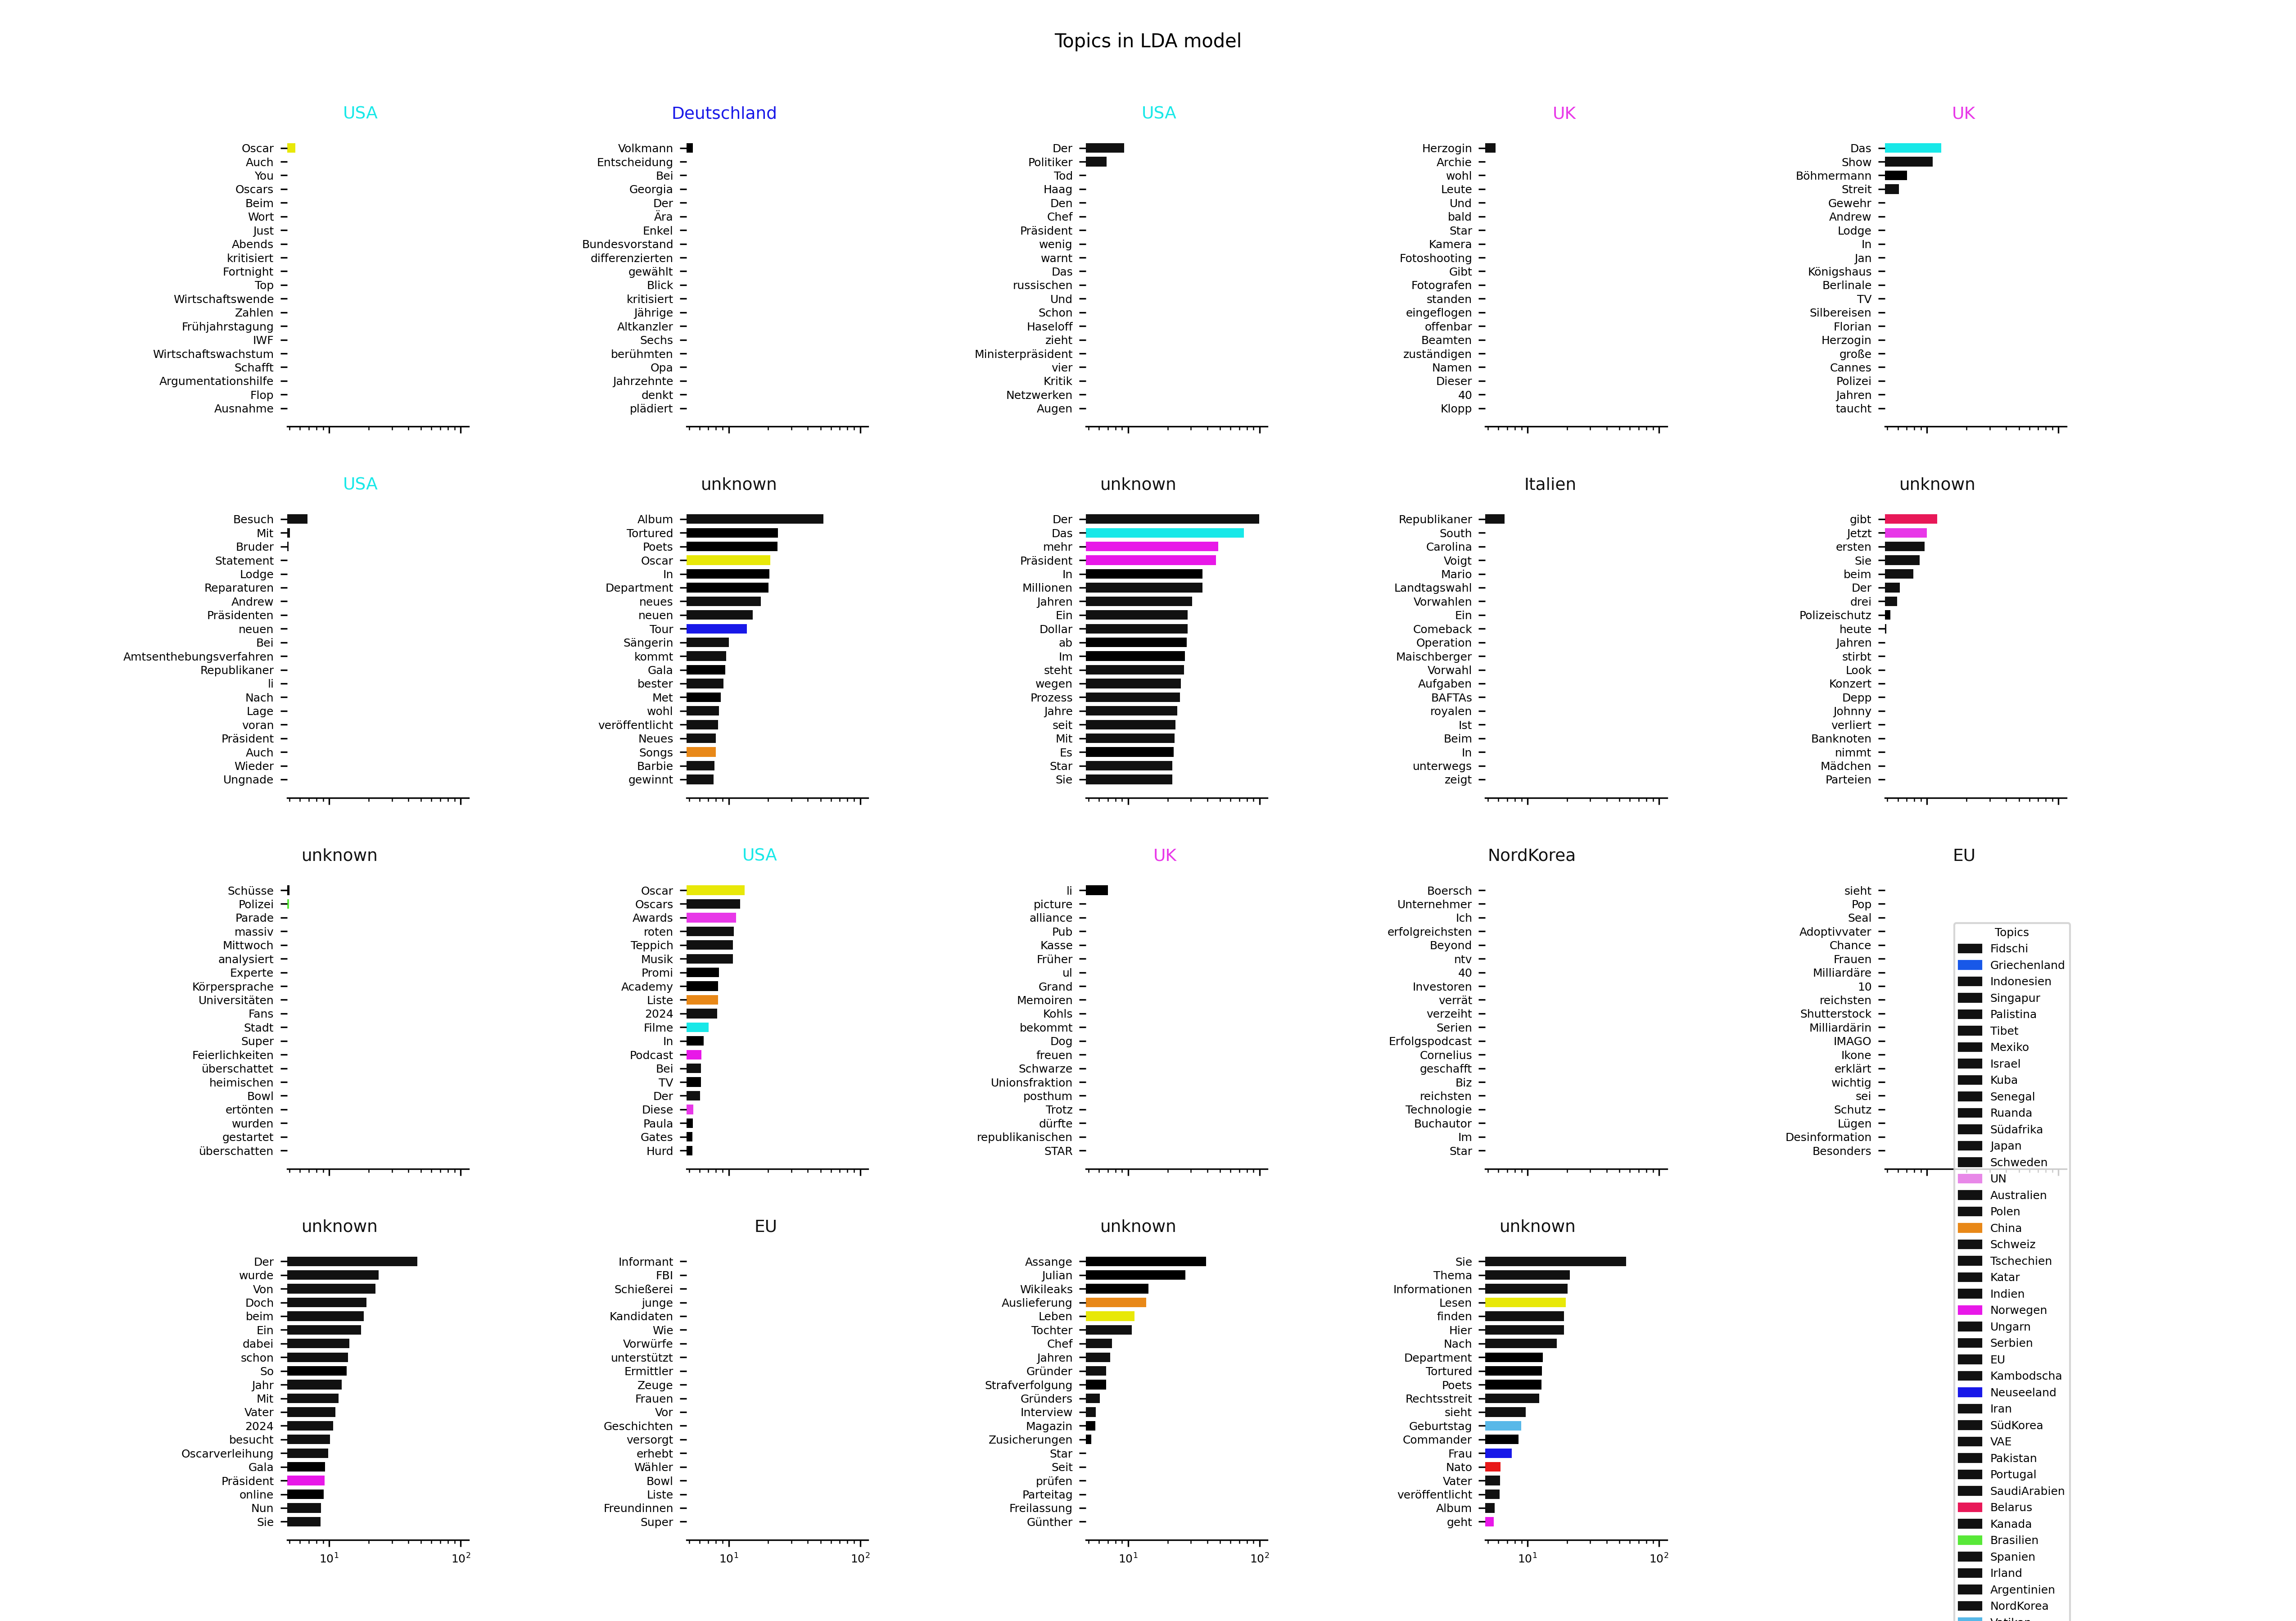 Topics in LDA model
USA
Oscar
Auch
You
Oscars
Beim
Wort
Just
Abends
kritisiert
Fortnight
Top
Wirtschaftswende
Zahlen
Frühjahrstagung
IWF
Wirtschaftswachstum
Schafft
Argumentationshilfe
Flop
Ausnahme
Deutschland
Volkmann
Entscheidung
Bei
Georgia
Der
Ära
Enkel
Bundesvorstand
differenzierten
gewählt
Blick
kritisiert
Jährige
Altkanzler
Sechs
berühmten
Opa
Jahrzehnte
denkt
plädiert
USA
Der
Politiker
Tod
Haag
Den
Chef
Präsident
wenig
warnt
Das
russischen
Und
Schon
Haseloff
zieht
Ministerpräsident
vier
Kritik
Netzwerken
Augen
UK
Herzogin
Archie
wohl
Leute
Und
bald
Star
Kamera
Fotoshooting
Gibt
Fotografen
standen
eingeflogen
offenbar
Beamten
zuständigen
Namen
Dieser
40
Klopp
UK
Das
Show
Böhmermann
Streit
Gewehr
Andrew
Lodge
In
Jan
Königshaus
Berlinale
TV
Silbereisen
Florian
Herzogin
große
Cannes
Polizei
Jahren
taucht
USA
Besuch
Mit
Bruder
Statement
Lodge
Reparaturen
Andrew
Präsidenten
neuen
Bei
Amtsenthebungsverfahren
Republikaner
li
Nach
Lage
voran
Präsident
Auch
Wieder
Ungnade
unknown
Album
Tortured
Poets
Oscar
In
Department
neues
neuen
Tour
Sängerin
kommt
Gala
bester
Met
wohl
veröffentlicht
Neues
Songs
Barbie
gewinnt
unknown
Der
Das
mehr
Präsident
In
Millionen
Jahren
Ein
Dollar
ab
Im
steht
wegen
Prozess
Jahre
seit
Mit
Es
Star
Sie
Italien
Republikaner
South
Carolina
Voigt
Mario
Landtagswahl
Vorwahlen
Ein
Comeback
Operation
Maischberger
Vorwahl
Aufgaben
BAFTAs
royalen
Ist
Beim
In
unterwegs
zeigt
unknown
gibt
Jetzt
ersten
Sie
beim
Der
drei
Polizeischutz
heute
Jahren
stirbt
Look
Konzert
Depp
Johnny
verliert
Banknoten
nimmt
Mädchen
Parteien
unknown
Schüsse
Polizei
Parade
massiv
Mittwoch
analysiert
Experte
Körpersprache
Universitäten
Fans
Stadt
Super
Feierlichkeiten
überschattet
heimischen
Bowl
ertönten
wurden
gestartet
überschatten
USA
Oscar
Oscars
Awards
roten
Teppich
Musik
Promi
Academy
Liste
2024
Filme
In
Podcast
Bei
TV
Der
Diese
Paula
Gates
Hurd
UK
li
picture
alliance
Pub
Kasse
Früher
ul
Grand
Memoiren
Kohls
bekommt
Dog
freuen
Schwarze
Unionsfraktion
posthum
Trotz
dürfte
republikanischen
STAR
NordKorea
Boersch
Unternehmer
Ich
erfolgreichsten
Beyond
ntv
40
Investoren
verrät
verzeiht
Serien
Erfolgspodcast
Cornelius
geschafft
Biz
reichsten
Technologie
Buchautor
Im
Star
EU
sieht
Pop
Seal
Adoptivvater
Chance
Frauen
Milliardäre
10
reichsten
Shutterstock
Milliardärin
IMAGO
Ikone
erklärt
wichtig
sei
Schutz
Lügen
Desinformation
Besonders
unknown
Der
wurde
Von
Doch
beim
Ein
dabei
schon
So
Jahr
Mit
Vater
2024
besucht
Oscarverleihung
Gala
Präsident
online
Nun
Sie
10¹ 10²
EU
Informant
FBI
Schießerei
junge
Kandidaten
Wie
Vorwürfe
unterstützt
Ermittler
Zeuge
Frauen
Vor
Geschichten
versorgt
erhebt
Wähler
Bowl
Liste
Freundinnen
Super
10¹ 10²
unknown
Assange
Julian
Wikileaks
Auslieferung
Leben
Tochter
Chef
Jahren
Gründer
Strafverfolgung
Gründers
Interview
Magazin
Zusicherungen
Star
Seit
prüfen
Parteitag
Freilassung
Günther
10¹ 10²
unknown
Sie
Thema
Informationen
Lesen
finden
Hier
Nach
Department
Tortured
Poets
Rechtsstreit
sieht
Geburtstag
Commander
Frau
Nato
Vater
veröffentlicht
Album
geht
10¹ 10²
Topics
Fidschi
Griechenland
Indonesien
Singapur
Palistina
Tibet
Mexiko
Israel
Kuba
Senegal
Ruanda
Südafrika
Japan
Schweden
UN
Australien
Polen
China
Schweiz
Tschechien
Katar
Indien
Norwegen
Ungarn
Serbien
EU
Kambodscha
Neuseeland
Iran
SüdKorea
VAE
Pakistan
Portugal
SaudiArabien
Belarus
Kanada
Brasilien
Spanien
Irland
Argentinien
NordKorea